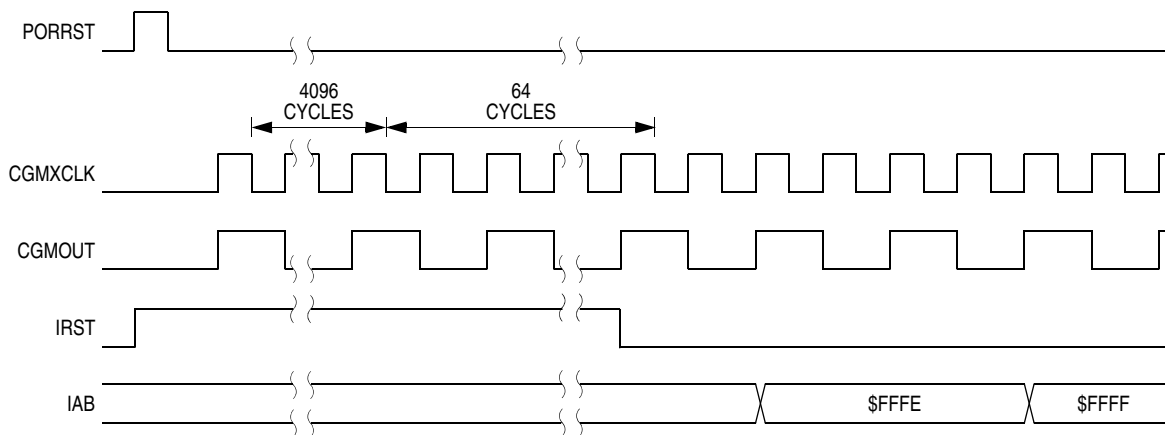 PORRST
4096
CYCLES
64
CYCLES
CGMXCLK
CGMOUT
IRST
IAB
$FFFE
$FFFF